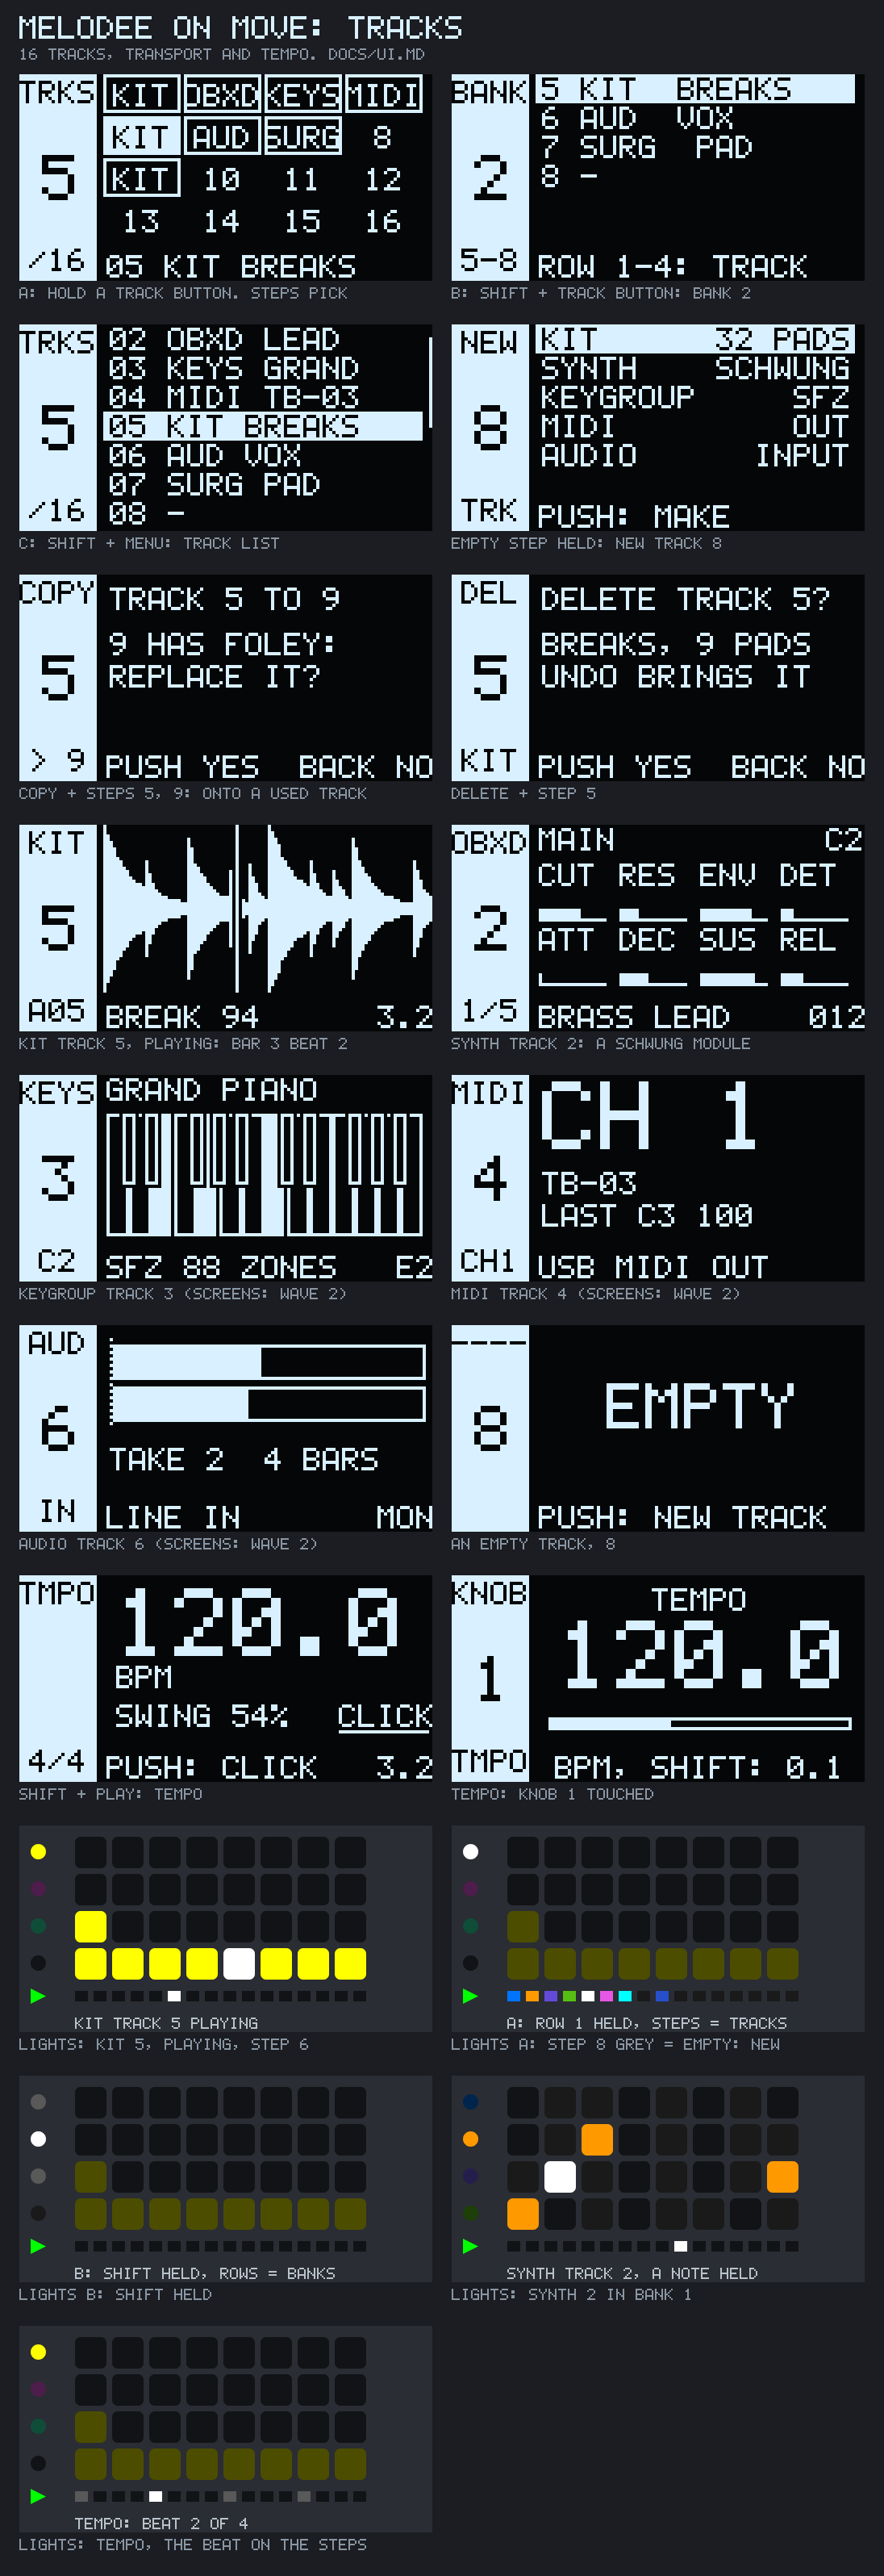 MELODEE ON MOVE: TRACKS
16 TRACKS, TRANSPORT AND TEMPO. DOCS/UI.MD
TRKS
5
/16
KIT OBXD KEYS MIDI
KIT AUD SURG 8
KIT 10 11 12
13 14 15 16
05 KIT BREAKS
A: HOLD A TRACK BUTTON. STEPS PICK
BANK
2
5-8
5 KIT BREAKS
6 AUD VOX
7 SURG PAD
8 -
ROW 1-4: TRACK
B: SHIFT + TRACK BUTTON: BANK 2
TRKS
5
/16
02 OBXD LEAD
03 KEYS GRAND
04 MIDI TB-03
05 KIT BREAKS
06 AUD VOX
07 SURG PAD
08 -
C: SHIFT + MENU: TRACK LIST
NEW
8
TRK
KIT 32 PADS
SYNTH SCHWUNG
KEYGROUP SFZ
MIDI OUT
AUDIO INPUT
PUSH: MAKE
EMPTY STEP HELD: NEW TRACK 8
COPY
5
> 9
TRACK 5 TO 9
9 HAS FOLEY:
REPLACE IT?
PUSH YES BACK NO
COPY + STEPS 5, 9: ONTO A USED TRACK
DEL
5
KIT
DELETE TRACK 5?
BREAKS, 9 PADS
UNDO BRINGS IT
PUSH YES BACK NO
DELETE + STEP 5
KIT
5
A05
BREAK 94 3.2
KIT TRACK 5, PLAYING: BAR 3 BEAT 2
OBXD
2
1/5
MAIN C2
CUT RES ENV DET
ATT DEC SUS REL
BRASS LEAD 012
SYNTH TRACK 2: A SCHWUNG MODULE
KEYS
3
C2
GRAND PIANO
SFZ 88 ZONES E2
KEYGROUP TRACK 3 (SCREENS: WAVE 2)
MIDI
4
CH1
CH 1
TB-03
LAST C3 100
USB MIDI OUT
MIDI TRACK 4 (SCREENS: WAVE 2)
AUD
6
IN
TAKE 2 4 BARS
LINE IN MON
AUDIO TRACK 6 (SCREENS: WAVE 2)
----
8
EMPTY
PUSH: NEW TRACK
AN EMPTY TRACK, 8
TMPO
4/4
120.0
BPM
SWING 54% CLICK
PUSH: CLICK 3.2
SHIFT + PLAY: TEMPO
KNOB
1
TMPO
TEMPO
120.0
BPM, SHIFT: 0.1
TEMPO: KNOB 1 TOUCHED
KIT TRACK 5 PLAYING
LIGHTS: KIT 5, PLAYING, STEP 6
A: ROW 1 HELD, STEPS = TRACKS
LIGHTS A: STEP 8 GREY = EMPTY: NEW
B: SHIFT HELD, ROWS = BANKS
LIGHTS B: SHIFT HELD
SYNTH TRACK 2, A NOTE HELD
LIGHTS: SYNTH 2 IN BANK 1
TEMPO: BEAT 2 OF 4
LIGHTS: TEMPO, THE BEAT ON THE STEPS